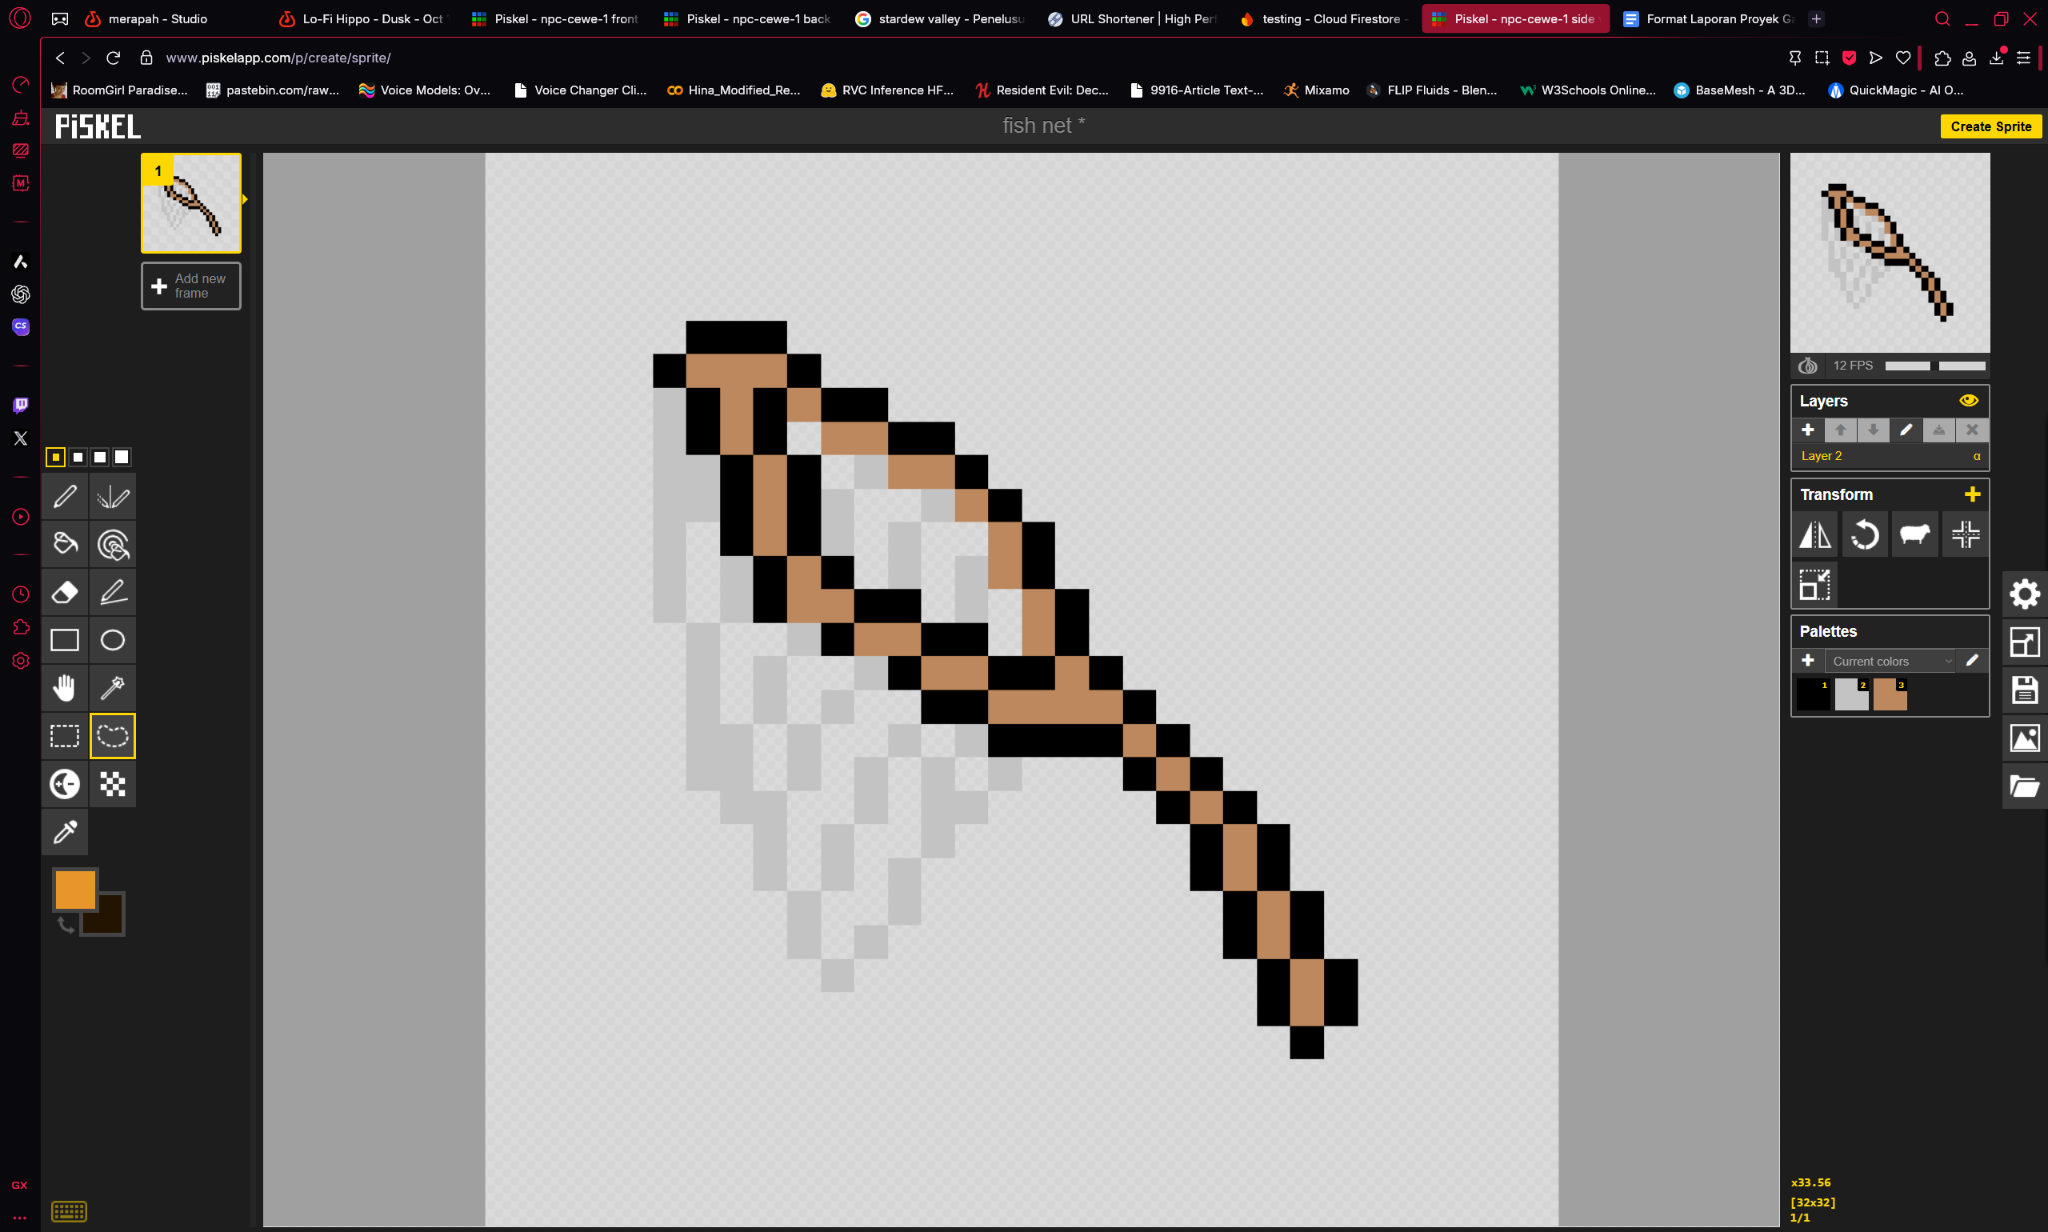 merapah - Studio
Lo-Fi Hippo - Dusk - Oct
Piskel - npc-cewe-1 front
Piskel - npc-cewe-1 back
stardew valley - Penelusu
URL Shortener | High Perf
testing - Cloud Firestore -
Piskel - npc-cewe-1 side
Format Laporan Proyek Ga
www.piskelapp.com/p/create/sprite/
RoomGirl Paradise...
pastebin.com/raw...
Voice Models: Ov...
Voice Changer Cli...
Hina_Modified_Re...
RVC Inference HF...
Resident Evil: Dec...
9916-Article Text-...
Mixamo
FLIP Fluids - Blen...
W3Schools Online...
BaseMesh - A 3D...
QuickMagic - AI O...
PiSKEL
fish net *
Create Sprite
1
Add new
frame
12 FPS
Layers
Layer 2
α
Transform
Palettes
Current colors
1
2
3
CS
M
GX
x33.56
[32x32]
1/1